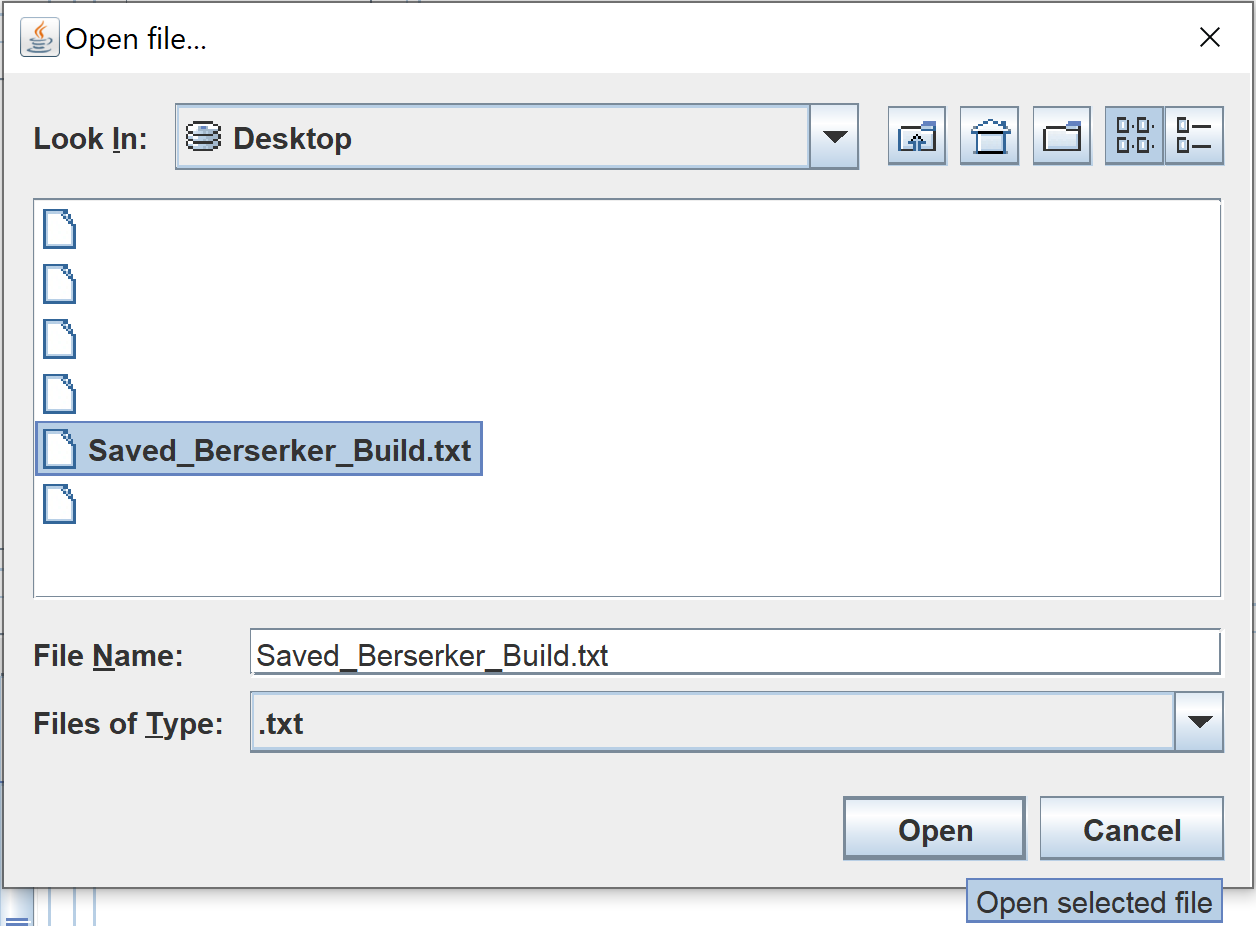 Open file...
Look In: Desktop
Saved_Berserker_Build.txt
File Name: Saved_Berserker_Build.txt
Files of Type: .txt
Open Cancel
Open selected file